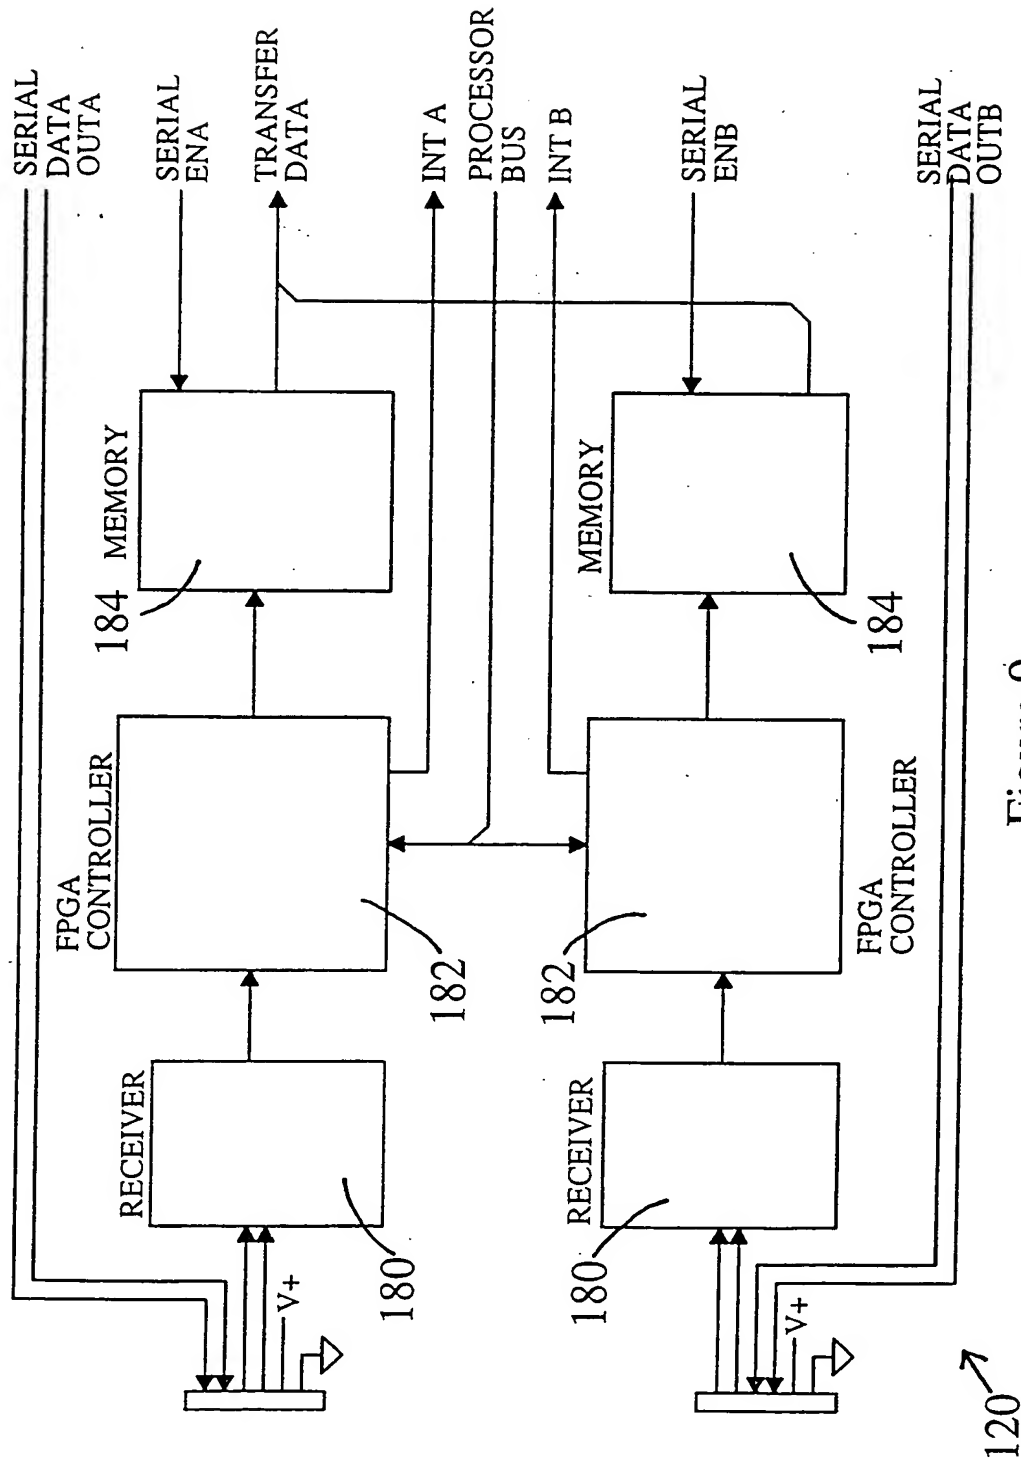 SERIAL
DATA
OUTA
SERIAL
ENA
TRANSFER
DATA
INT A
PROCESSOR
BUS
INT B
SERIAL
ENB
SERIAL
DATA
OUTB
MEMORY
184
MEMORY
184
FPGA
CONTROLLER
182
182
FPGA
CONTROLLER
RECEIVER
180
RECEIVER
180
V+
V+
120